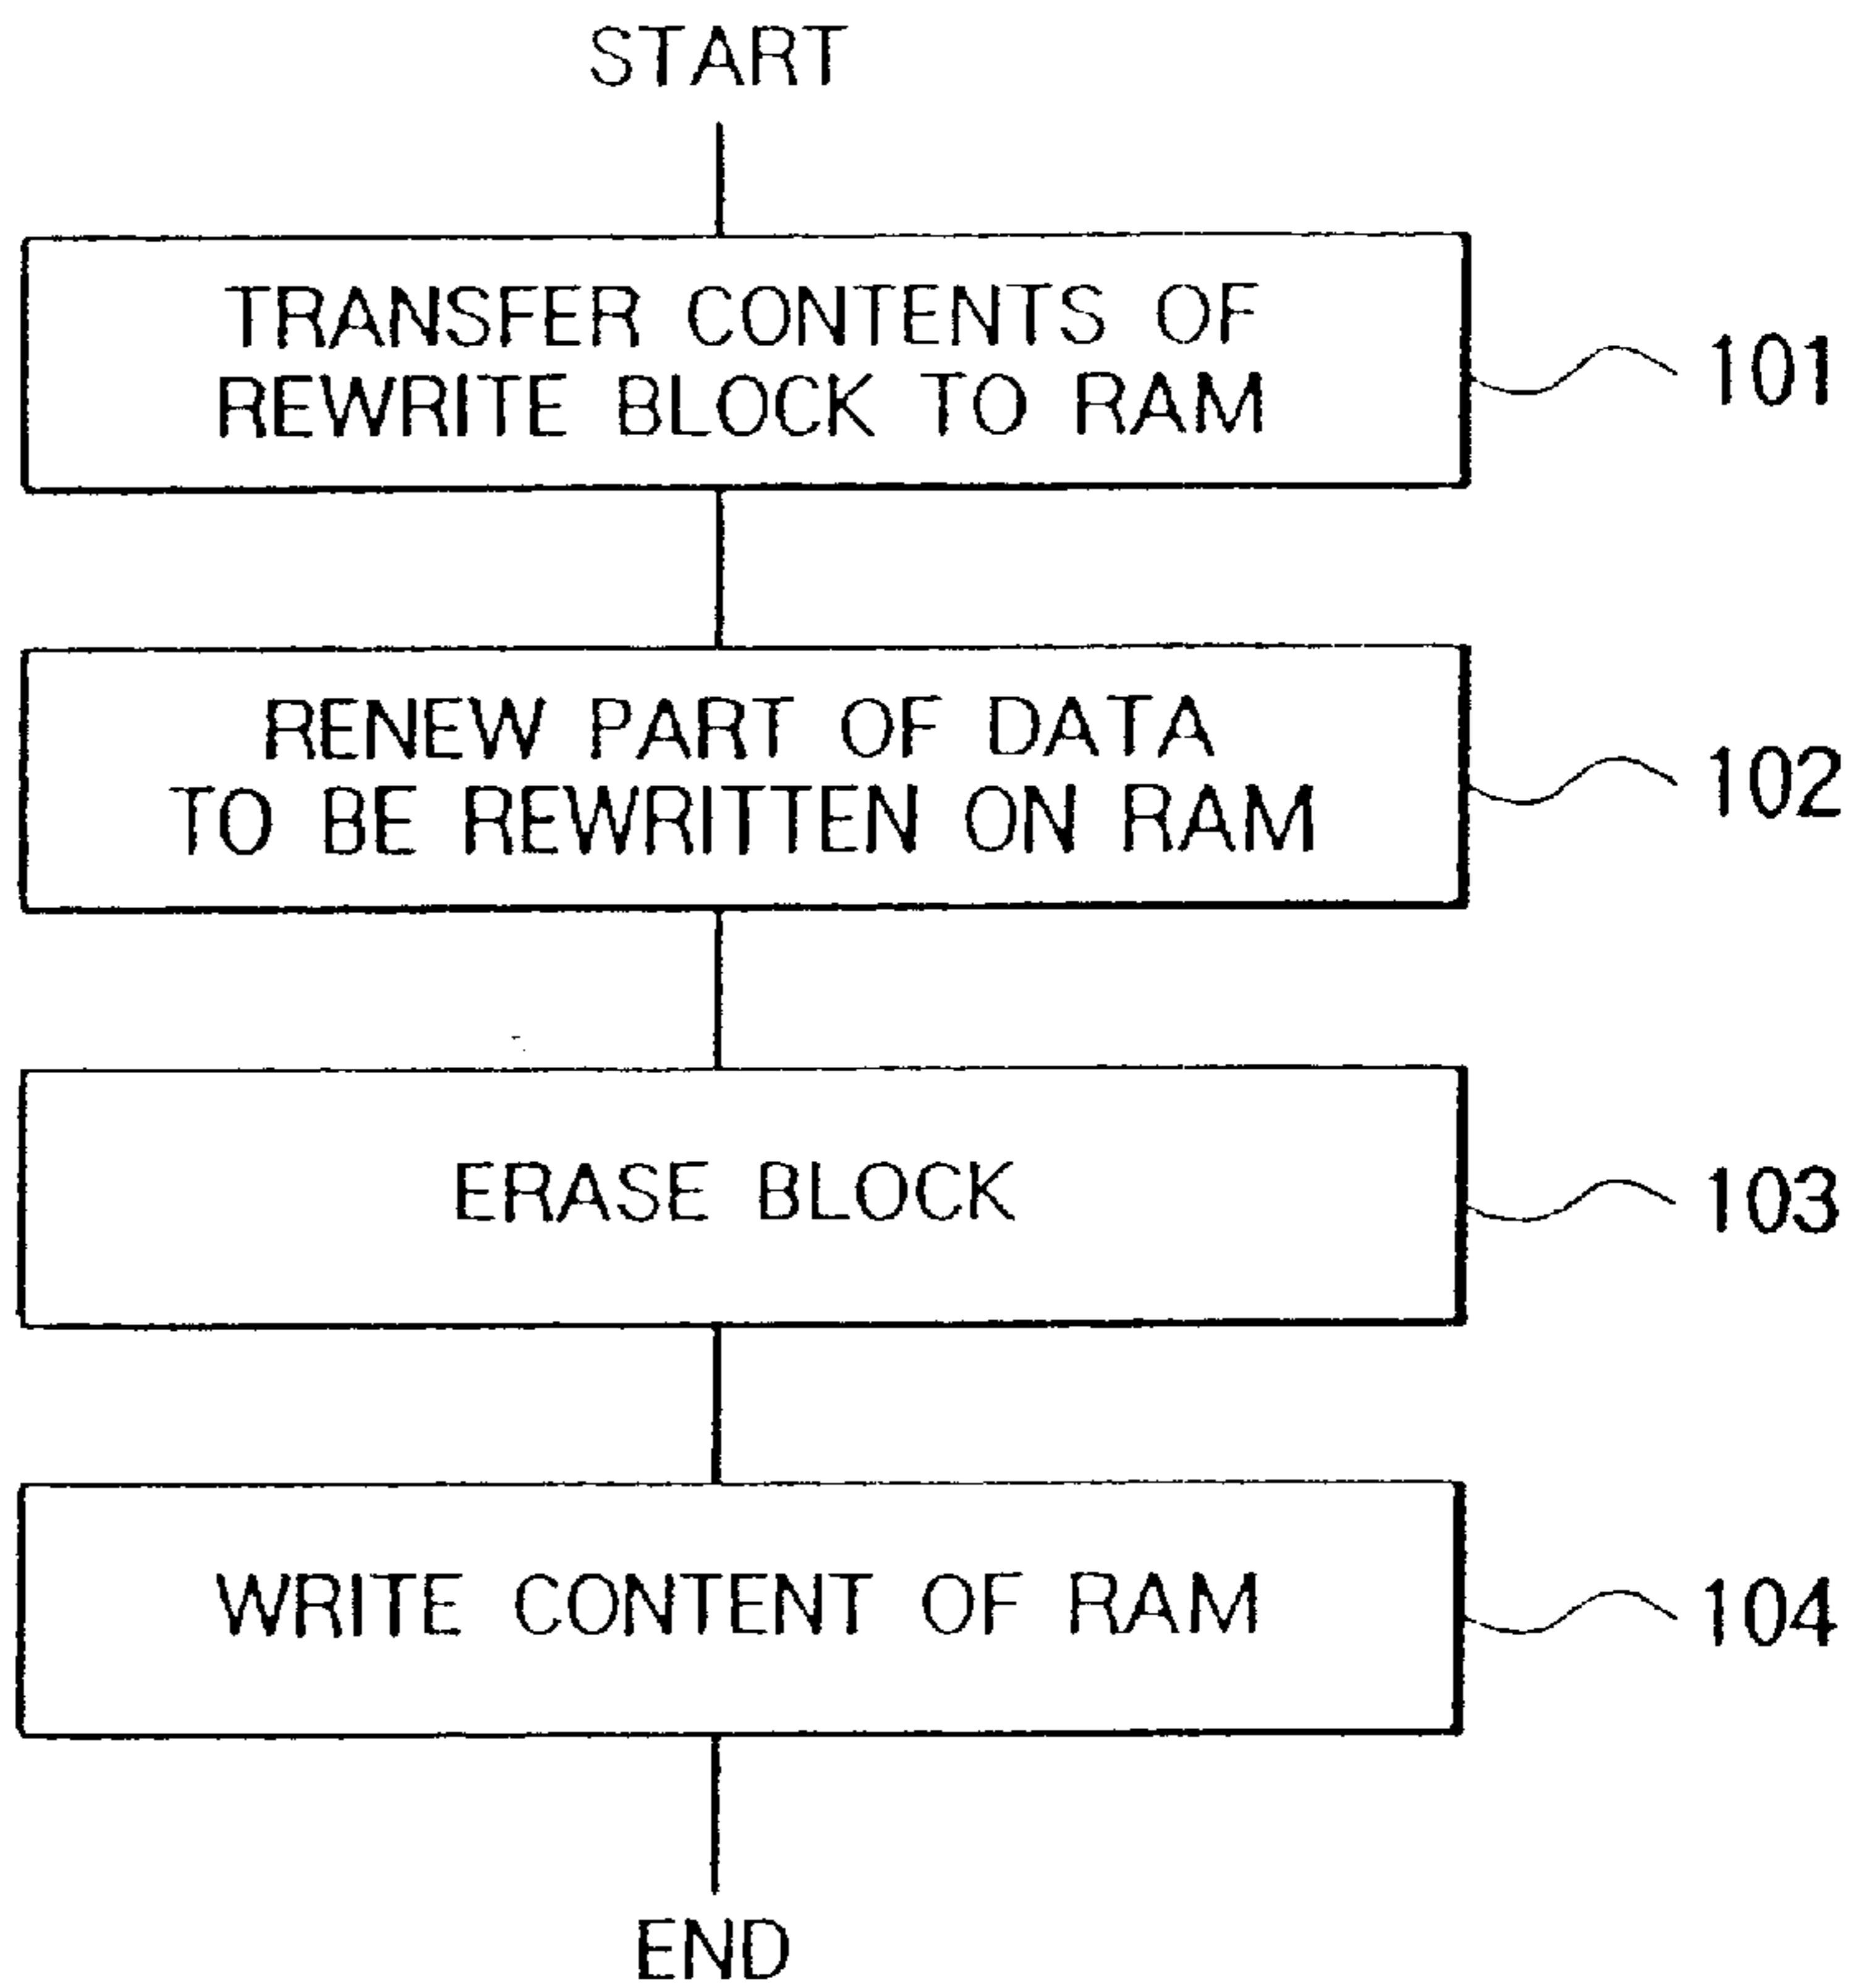 START
TRANSFER CONTENTS OF
REWRITE BLOCK TO RAM
101
RENEW PART OF DATA
TO BE REWRITTEN ON RAM
102
ERASE BLOCK
103
WRITE CONTENT OF RAM
104
END